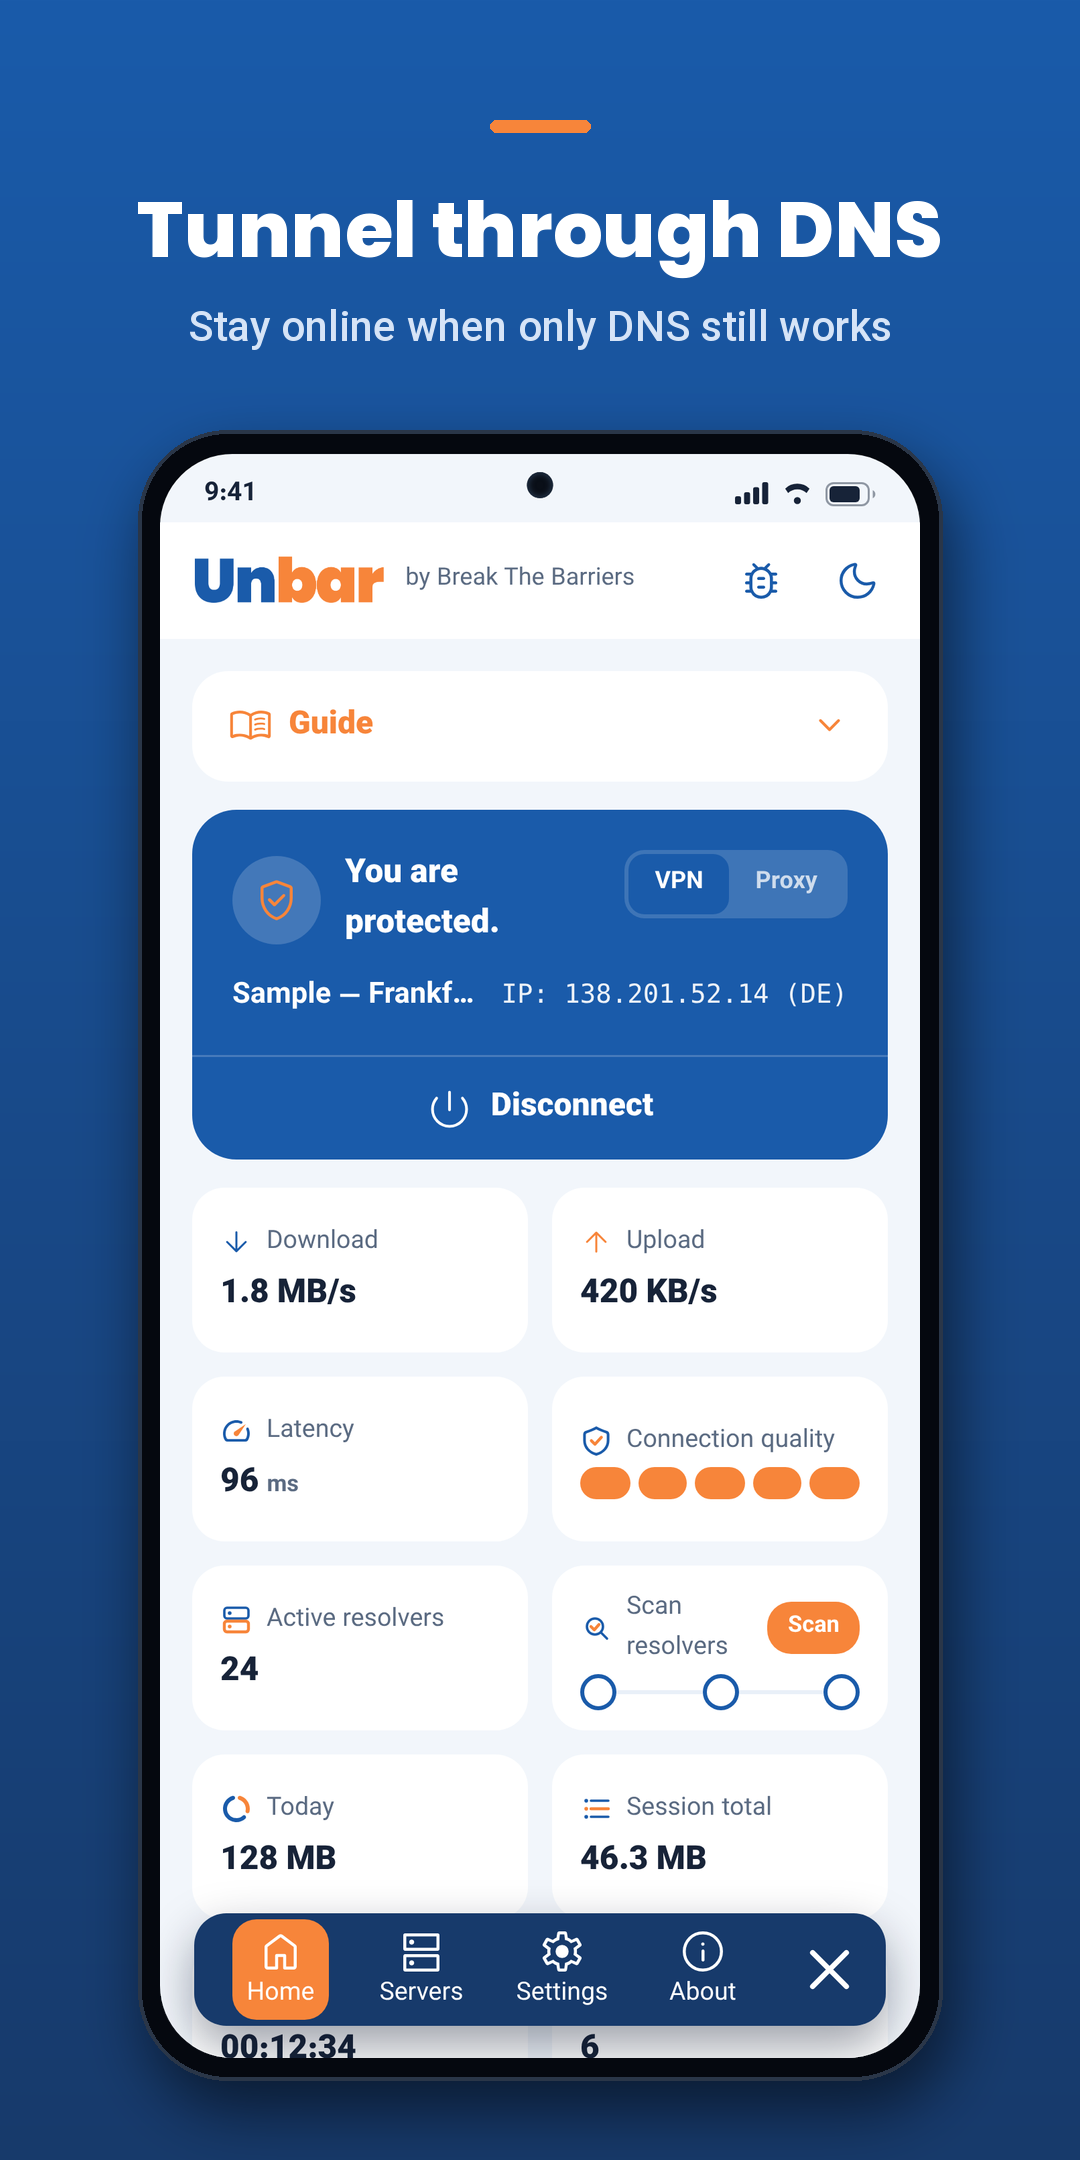 Tunnel through DNS
Stay online when only DNS still works
9:41
Unbar by Break The Barriers
Guide
You are
protected.
VPN Proxy
Sample — Frankf... IP: 138.201.52.14 (DE)
Disconnect
Download
1.8 MB/s
Upload
420 KB/s
Latency
96 ms
Connection quality
Active resolvers
24
Scan
resolvers
Scan
Today
128 MB
Session total
46.3 MB
Home Servers Settings About
00:12:34
6